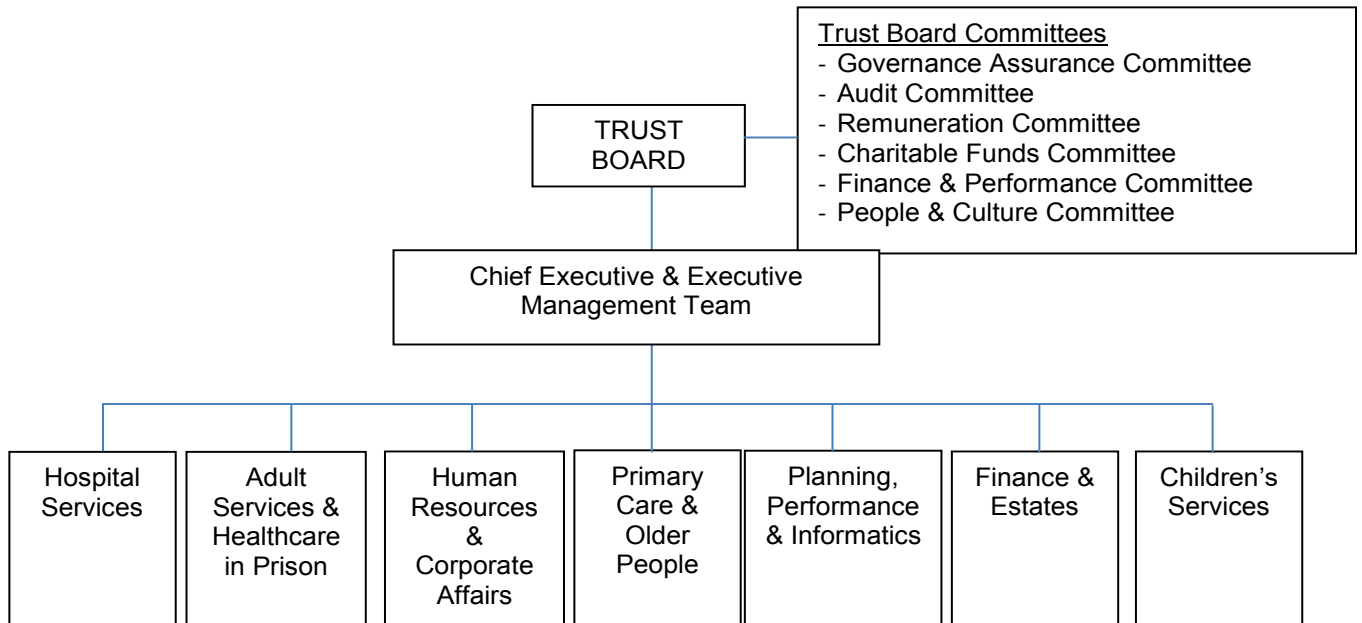 Trust Board Committees
- Governance Assurance Committee
- Audit Committee
- Remuneration Committee
- Charitable Funds Committee
- Finance & Performance Committee
- People & Culture Committee
TRUST
BOARD
Chief Executive & Executive
Management Team
Hospital
Services
Adult
Services &
Healthcare
in Prison
Human
Resources
&
Corporate
Affairs
Primary
Care &
Older
People
Planning,
Performance
& Informatics
Finance &
Estates
Children’s
Services